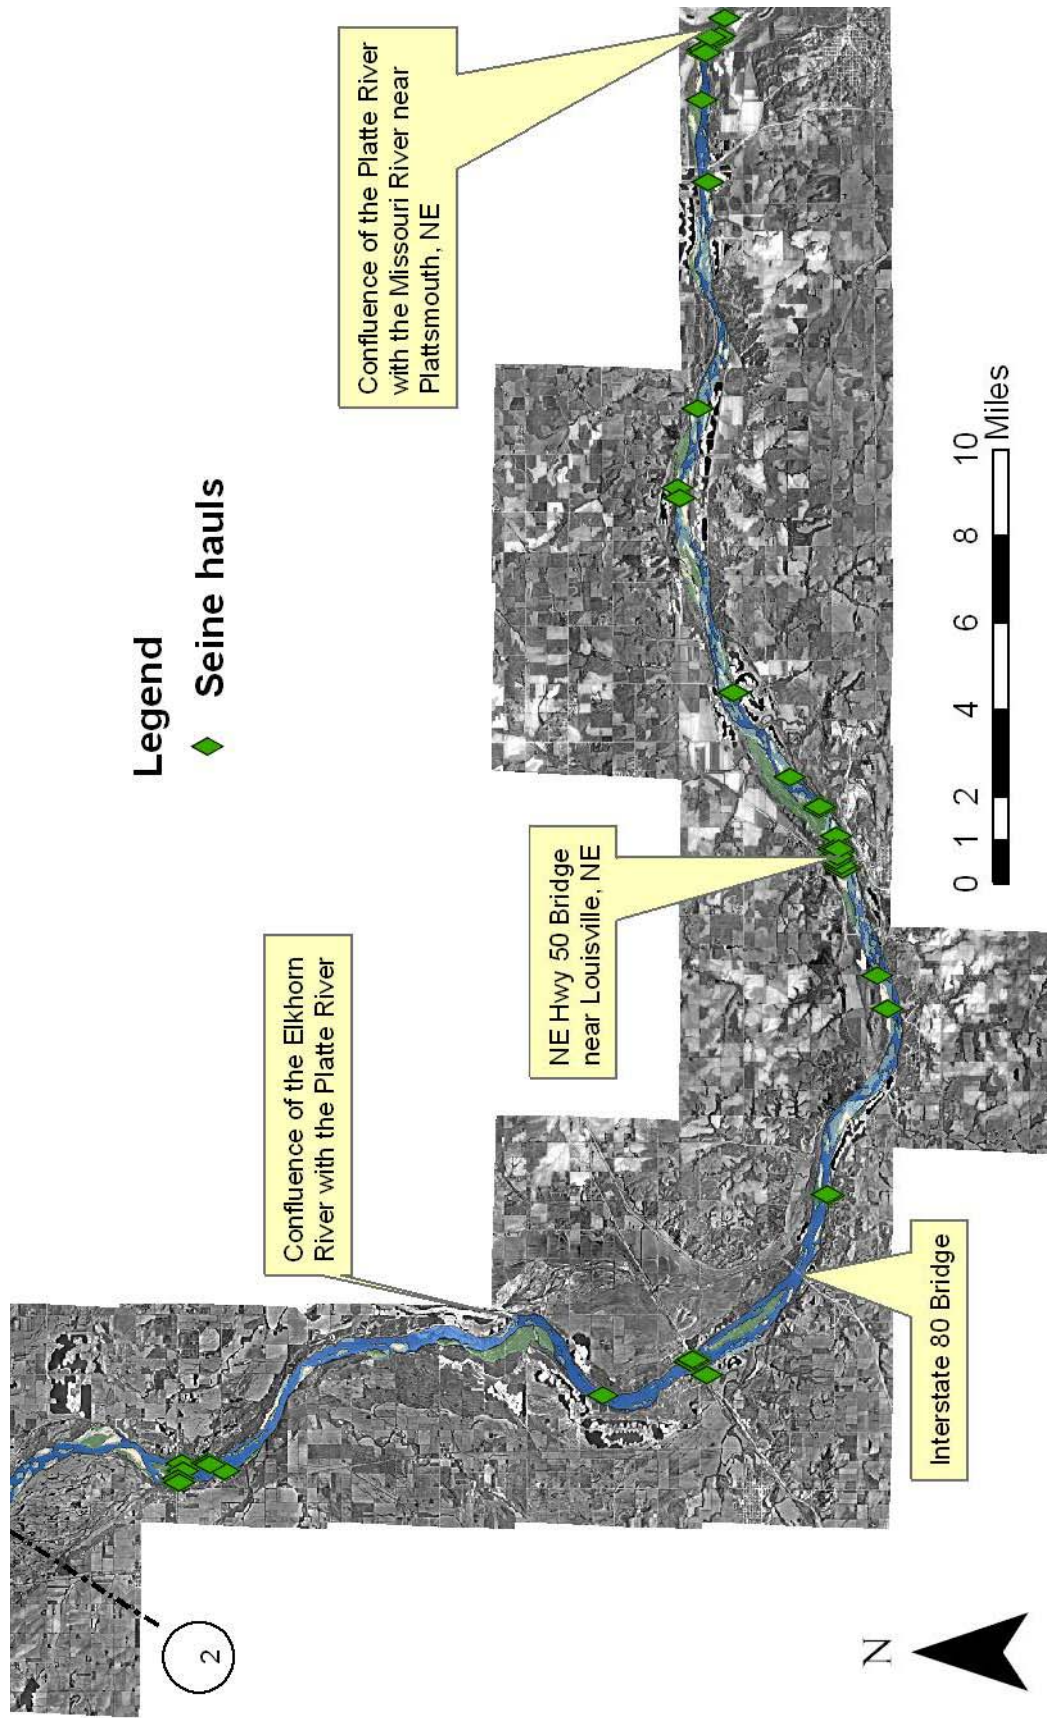 Legend
Seine hauls
Confluence of the Platte River
with the Missouri River near
Plattsmouth, NE
Confluence of the Elkhorn
River with the Platte River
NE Hwy 50 Bridge
near Louisville, NE
Interstate 80 Bridge
2
N
0 1 2 4 6 8 10
Miles